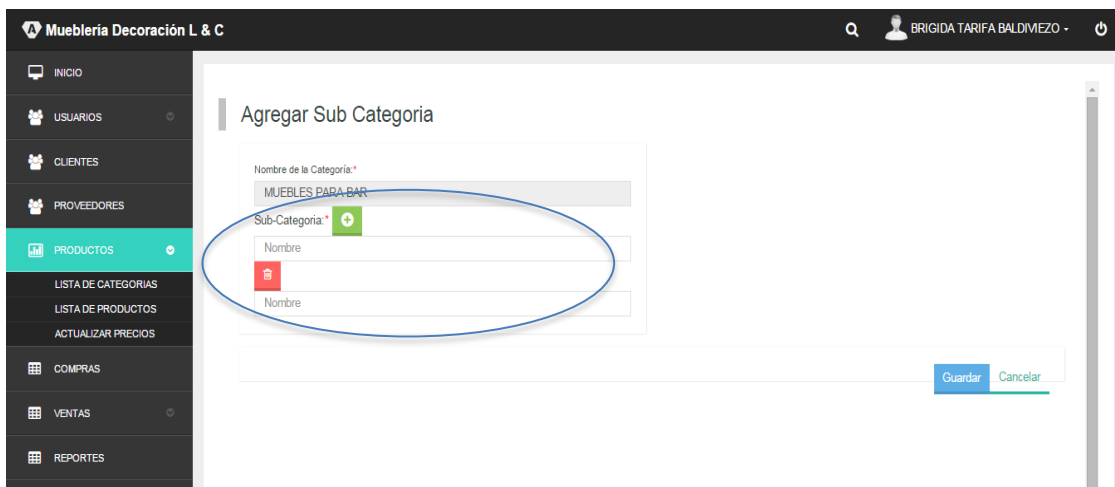 Mueblería Decoración L & C
BRIGIDA TARIFA BALDIVIEZO
INICIO
USUARIOS
CLIENTES
PROVEEDORES
PRODUCTOS
LISTA DE CATEGORIAS
LISTA DE PRODUCTOS
ACTUALIZAR PRECIOS
COMPRAS
VENTAS
REPORTES
Agregar Sub Categoria
Nombre de la Categoría:*
MUEBLES PARA BAR
Sub-Categoria:*
Nombre
Nombre
Guardar Cancelar